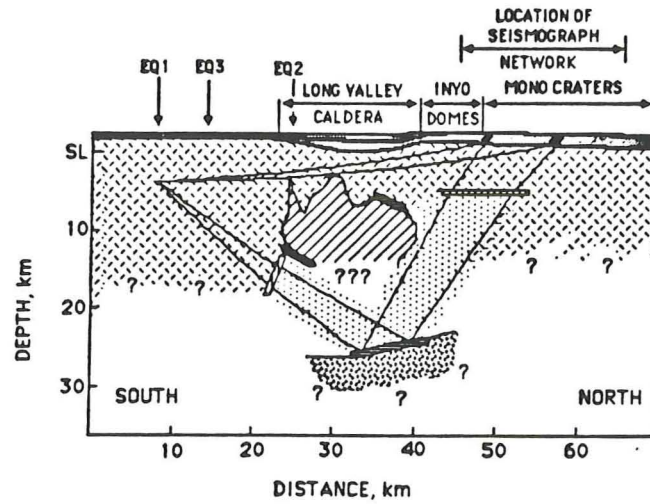 LOCATION OF
SEISMOGRAPH
NETWORK
EQ1
EQ3
EQ2
LONG VALLEY
CALDERA
INYO
DOMES
MONO CRATERS
SL
10
20
30
DEPTH, km
???
?
?
?
?
?
?
?
?
SOUTH
NORTH
0
10
20
30
40
50
60
DISTANCE, km